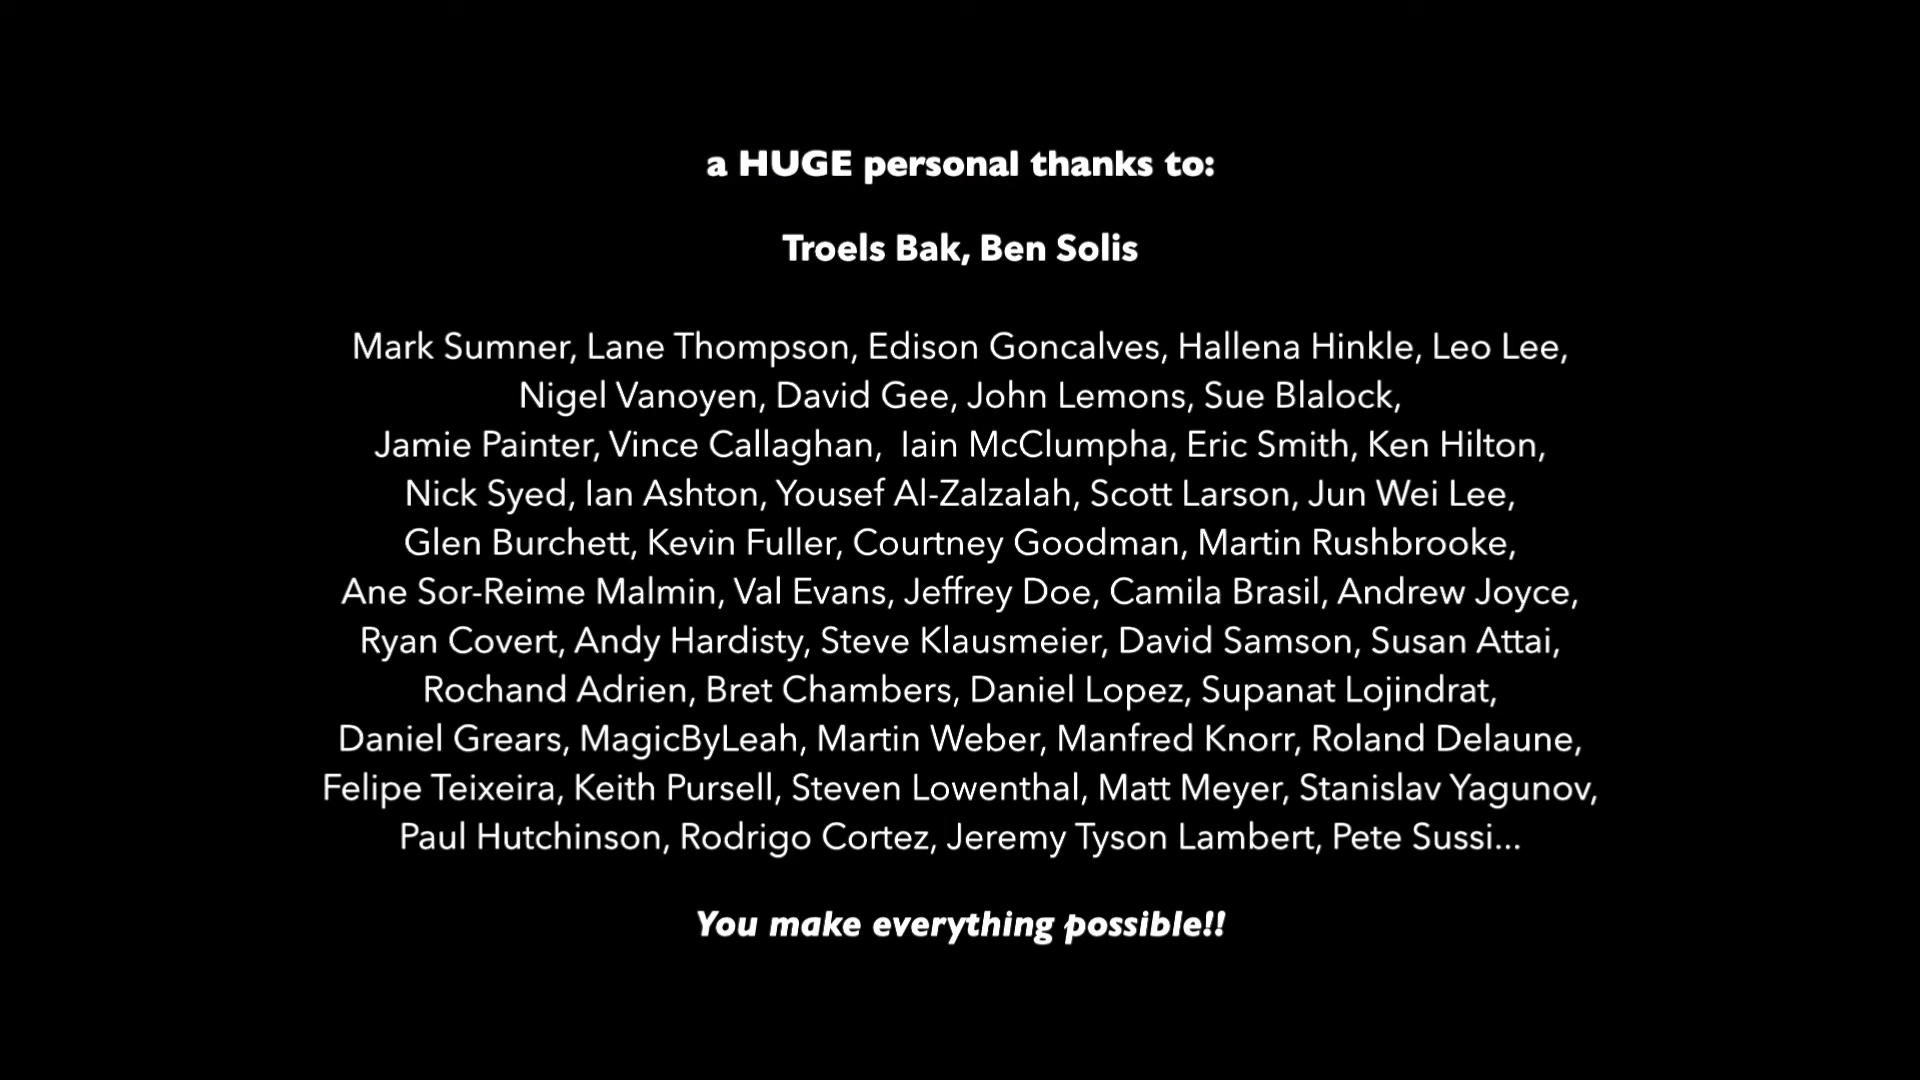 a HUGE personal thanks to:
Troels Bak, Ben Solis
Mark Sumner, Lane Thompson, Edison Goncalves, Hallena Hinkle, Leo Lee,
Nigel Vanoyen, David Gee, John Lemons, Sue Blalock,
Jamie Painter, Vince Callaghan,  Iain McClumpha, Eric Smith, Ken Hilton,
Nick Syed, Ian Ashton, Yousef Al-Zalzalah, Scott Larson, Jun Wei Lee,
Glen Burchett, Kevin Fuller, Courtney Goodman, Martin Rushbrooke,
Ane Sor-Reime Malmin, Val Evans, Jeffrey Doe, Camila Brasil, Andrew Joyce,
Ryan Covert, Andy Hardisty, Steve Klausmeier, David Samson, Susan Attai,
Rochand Adrien, Bret Chambers, Daniel Lopez, Supanat Lojindrat,
Daniel Grears, MagicByLeah, Martin Weber, Manfred Knorr, Roland Delaune,
Felipe Teixeira, Keith Pursell, Steven Lowenthal, Matt Meyer, Stanislav Yagunov,
Paul Hutchinson, Rodrigo Cortez, Jeremy Tyson Lambert, Pete Sussi...
You make everything possible!!